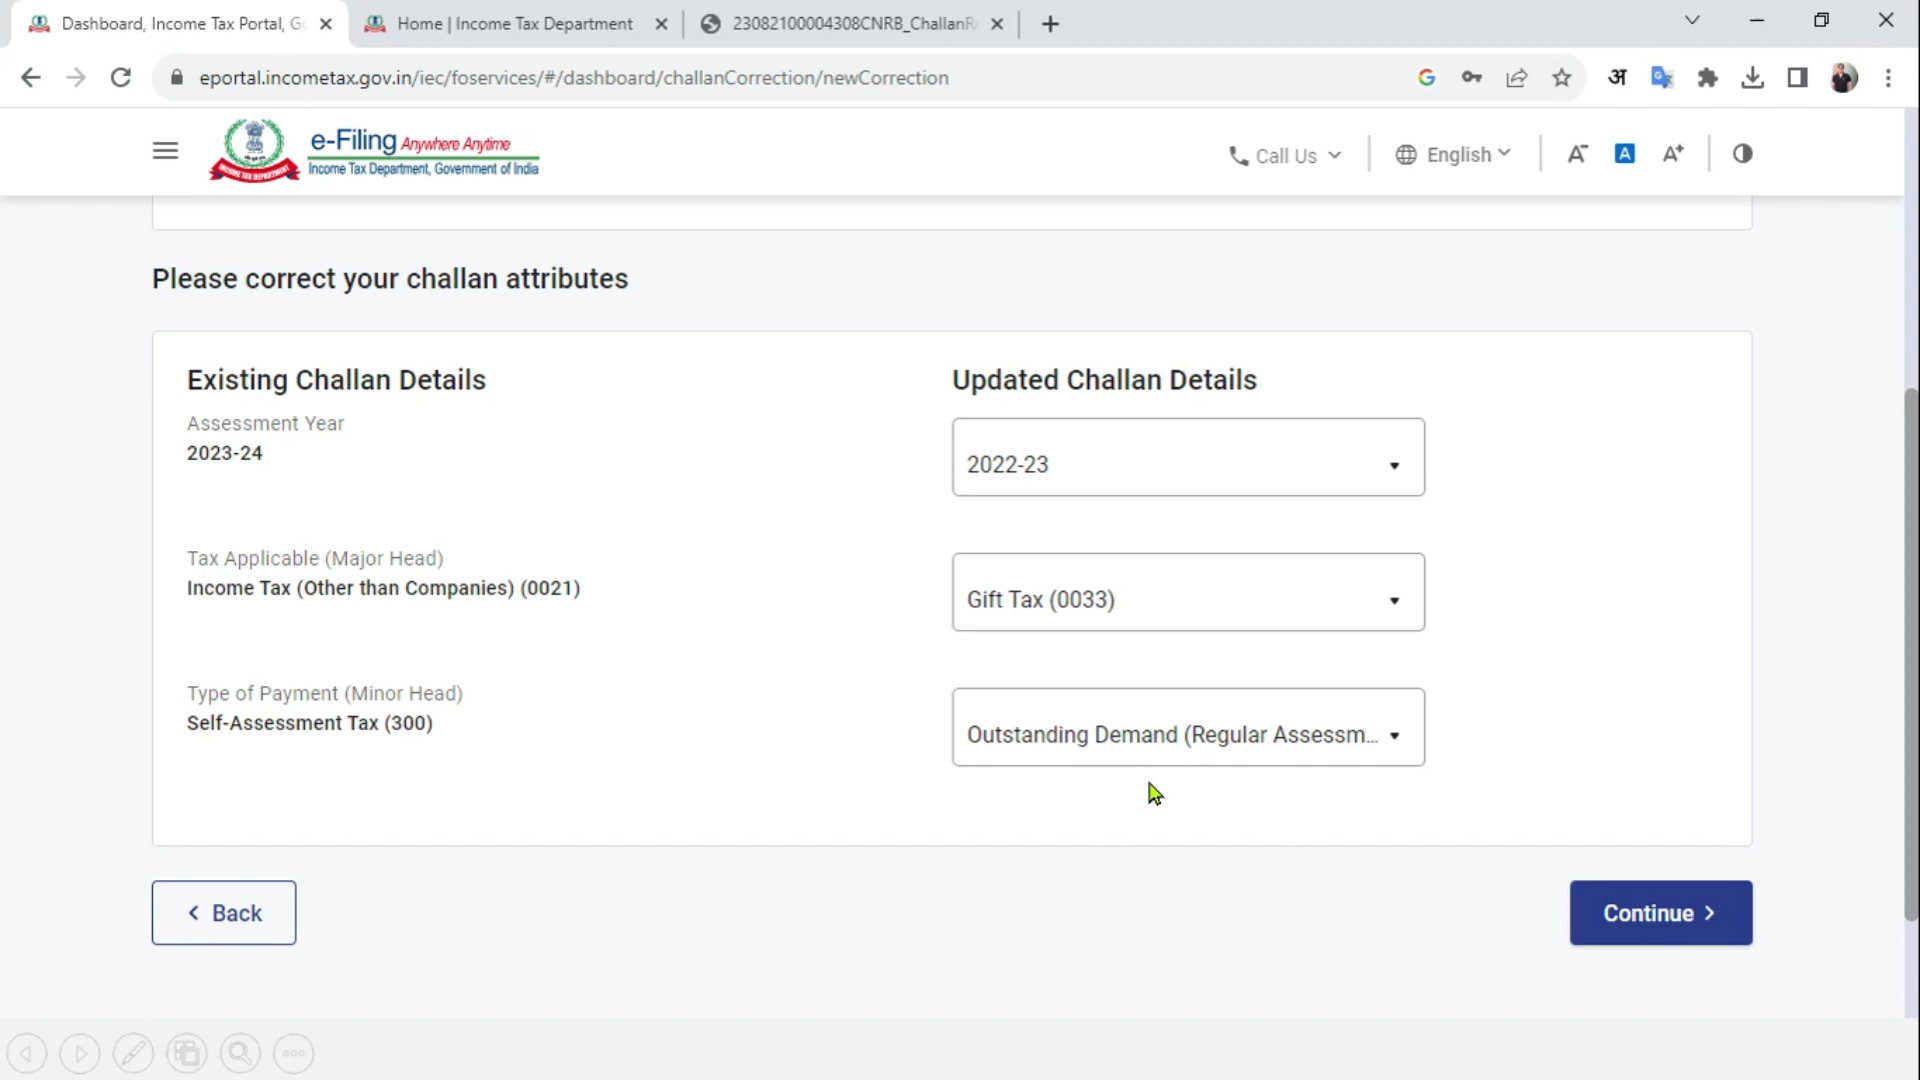 Dashboard, Income Tax Portal, Go
Home | Income Tax Department
23082100004308CNRB_ChallanR
eportal.incometax.gov.in/iec/foservices/#/dashboard/challanCorrection/newCorrection
अ
e-Filing Anywhere Anytime
Income Tax Department, Government of India
Call Us
English
A-
A
A+
Please correct your challan attributes
Existing Challan Details
Updated Challan Details
Assessment Year
2023-24
2022-23
Tax Applicable (Major Head)
Income Tax (Other than Companies) (0021)
Gift Tax (0033)
Type of Payment (Minor Head)
Self-Assessment Tax (300)
Outstanding Demand (Regular Assessm...
Back
Continue